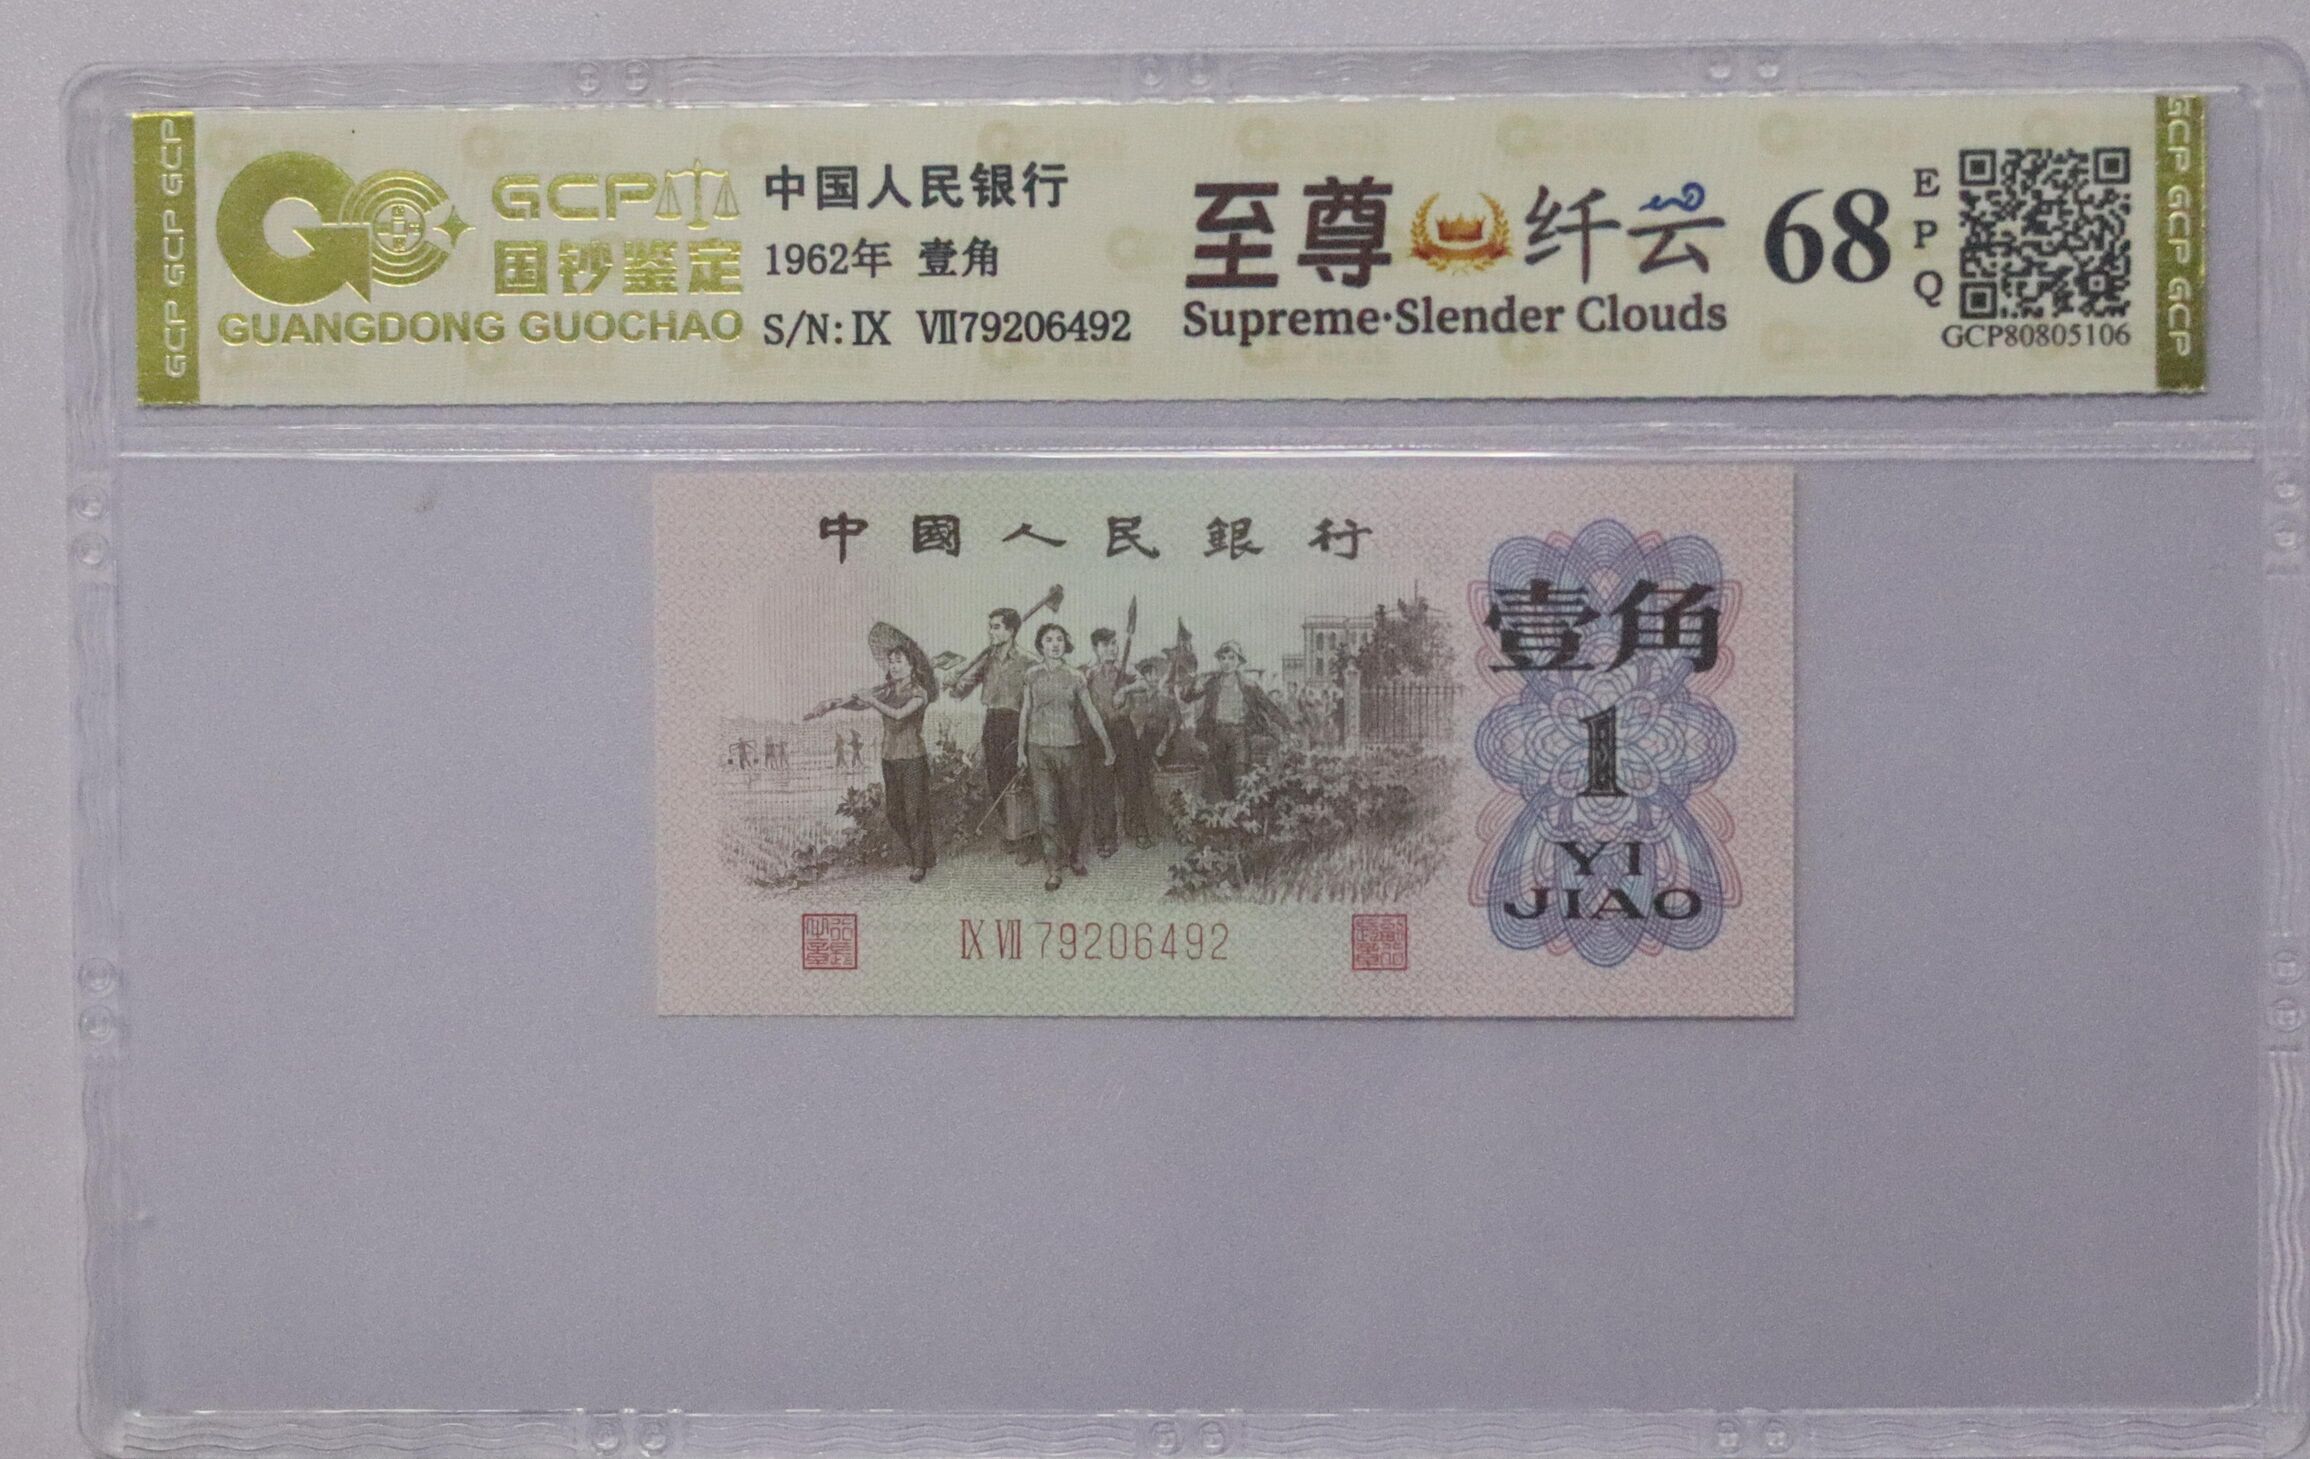 GCP GCP GCP
GCP
国钞鉴定
GUANGDONG GUOCHAO
中国人民银行
1962年 壹角
S/N: Ⅸ Ⅶ79206492
至尊 纤云
Supreme·Slender Clouds
68
E
P
Q
GCP80805106
GCP GCP GCP GCP
中國人民銀行
壹角
1
YI
JIAO
Ⅸ Ⅶ 79206492